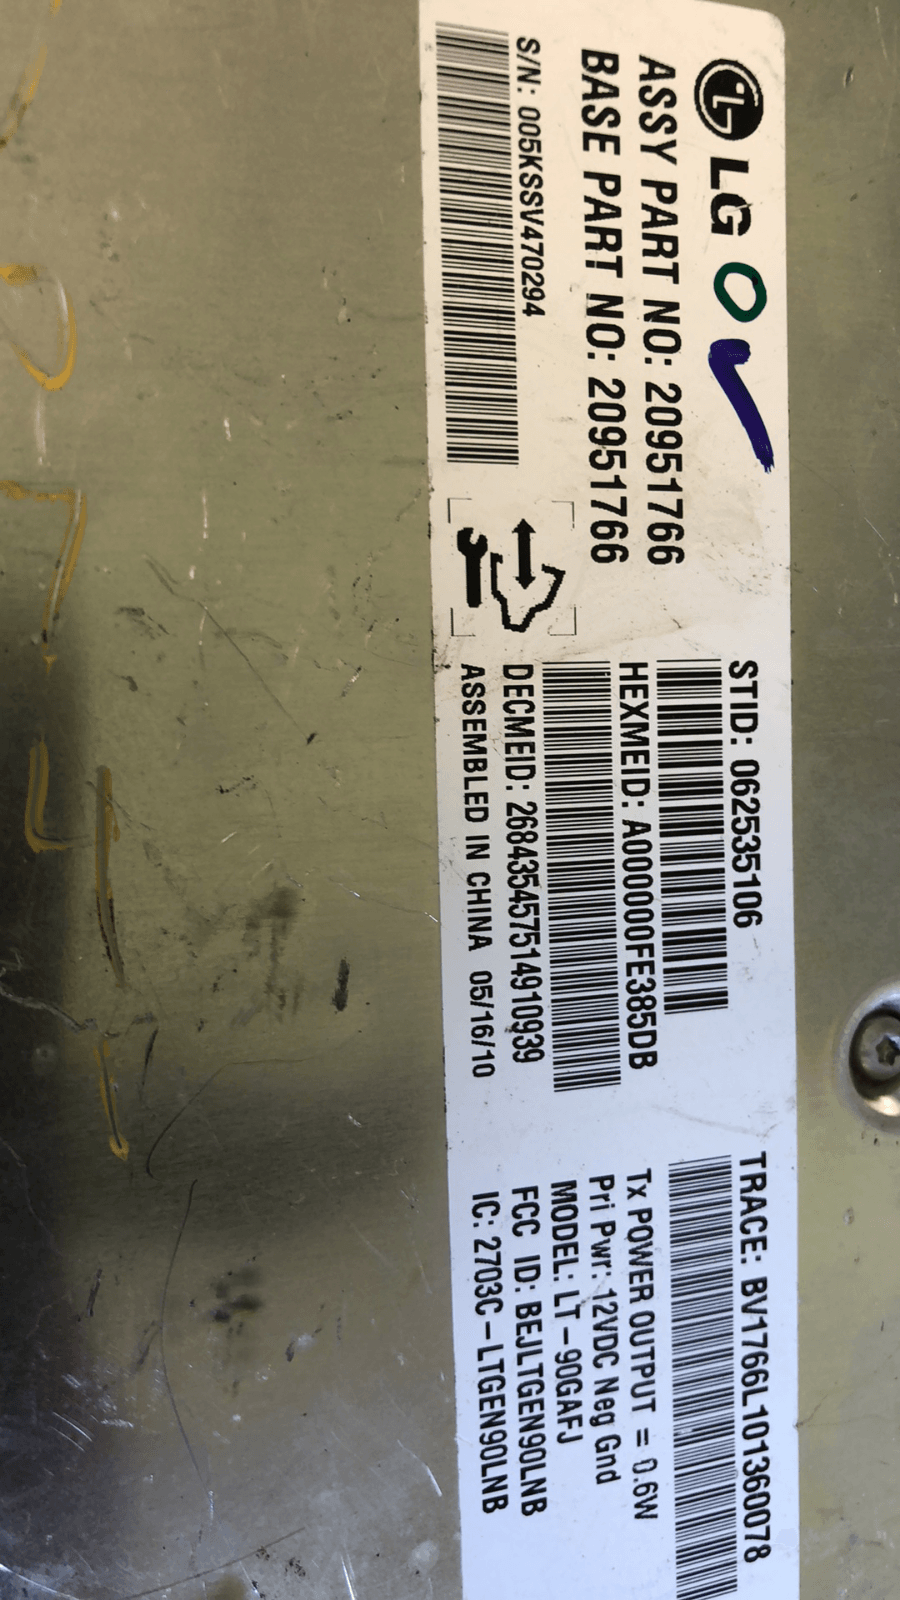 LG
ASSY PART NO: 20951766
BASE PART NO: 20951766
S/N: 005KSSV470294
STID: 062535106
HEXMEID: A000000FE385DB
DECMEID: 268435457514910939
ASSEMBLED IN CHINA 05/16/10
TRACE: BV1766L101360078
Tx POWER OUTPUT = 0.6W
Pri Pwr: 12VDC Neg Gnd
MODEL: LT-90GAFJ
FCC ID: BEJLTGEN90LNB
IC: 2703C-LTGEN90LNB